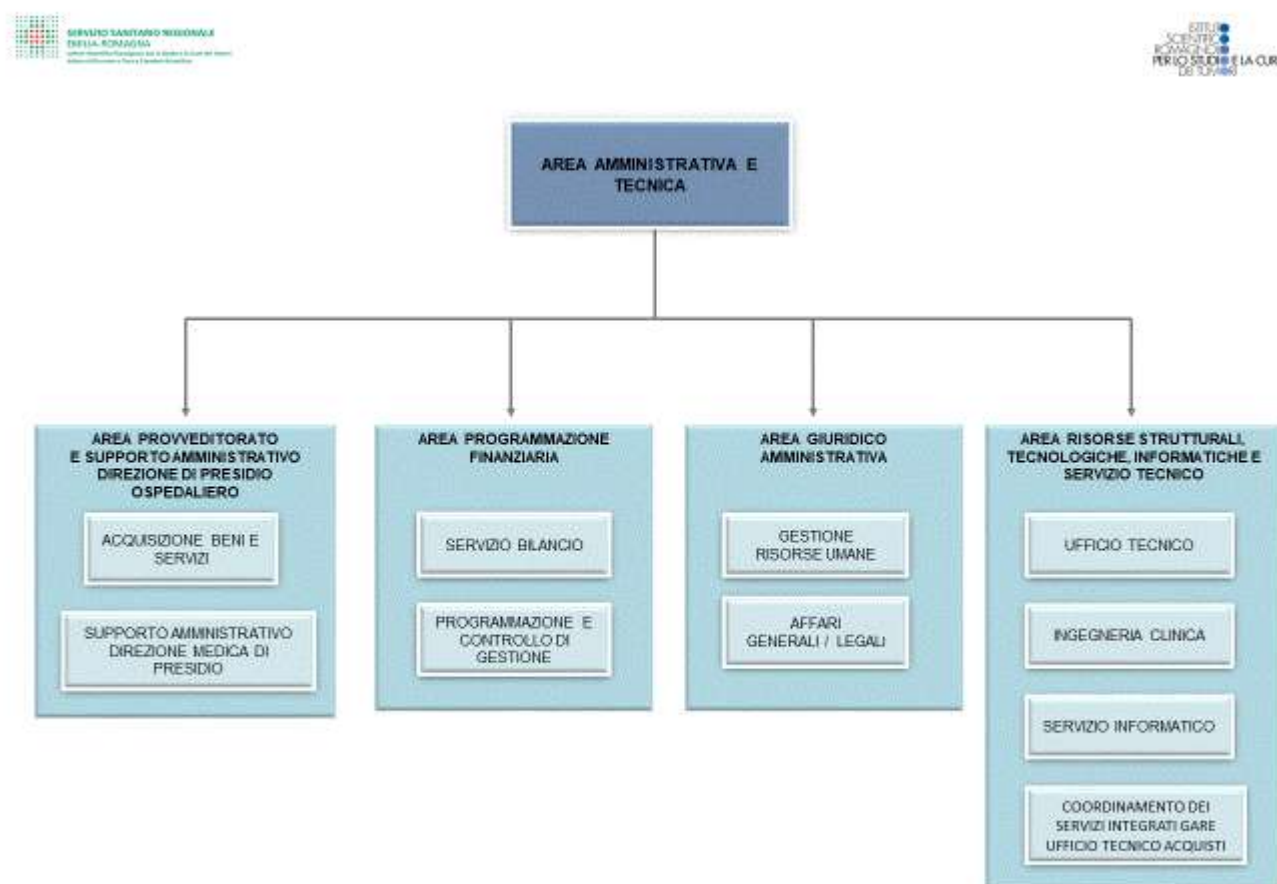 SERVIZIO SANITARIO REGIONALE
EMILIA-ROMAGNA
ISTITUTO
SCIENTIFICO
ROMAGNOLO
PER LO STUDIO E LA CUR
DEI TUMORI
AREA AMMINISTRATIVA E
TECNICA
AREA PROVVEDITORATO
E SUPPORTO AMMINISTRATIVO
DIREZIONE DI PRESIDIO
OSPEDALIERO
ACQUISIZIONE BENI E
SERVIZI
SUPPORTO AMMINISTRATIVO
DIREZIONE MEDICA DI
PRESIDIO
AREA PROGRAMMAZIONE
FINANZIARIA
SERVIZIO BILANCIO
PROGRAMMAZIONE E
CONTROLLO DI
GESTIONE
AREA GIURIDICO
AMMINISTRATIVA
GESTIONE
RISORSE UMANE
AFFARI
GENERALI / LEGALI
AREA RISORSE STRUTTURALI,
TECNOLOGICHE, INFORMATICHE E
SERVIZIO TECNICO
UFFICIO TECNICO
INGEGNERIA CLINICA
SERVIZIO INFORMATICO
COORDINAMENTO DEI
SERVIZI INTEGRATI GARE
UFFICIO TECNICO ACQUISTI